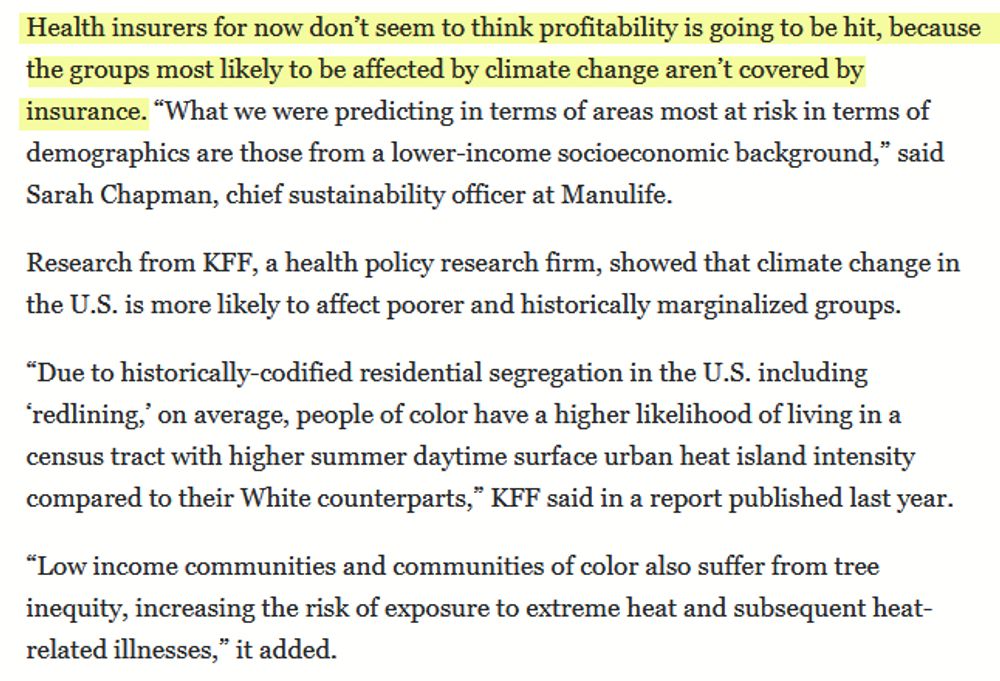 Health insurers for now don’t seem to think profitability is going to be hit, because
the groups most likely to be affected by climate change aren’t covered by
insurance. “What we were predicting in terms of areas most at risk in terms of
demographics are those from a lower-income socioeconomic background,” said
Sarah Chapman, chief sustainability officer at Manulife.
Research from KFF, a health policy research firm, showed that climate change in
the U.S. is more likely to affect poorer and historically marginalized groups.
“Due to historically-codified residential segregation in the U.S. including
‘redlining,’ on average, people of color have a higher likelihood of living in a
census tract with higher summer daytime surface urban heat island intensity
compared to their White counterparts,” KFF said in a report published last year.
“Low income communities and communities of color also suffer from tree
inequity, increasing the risk of exposure to extreme heat and subsequent heat-
related illnesses,” it added.